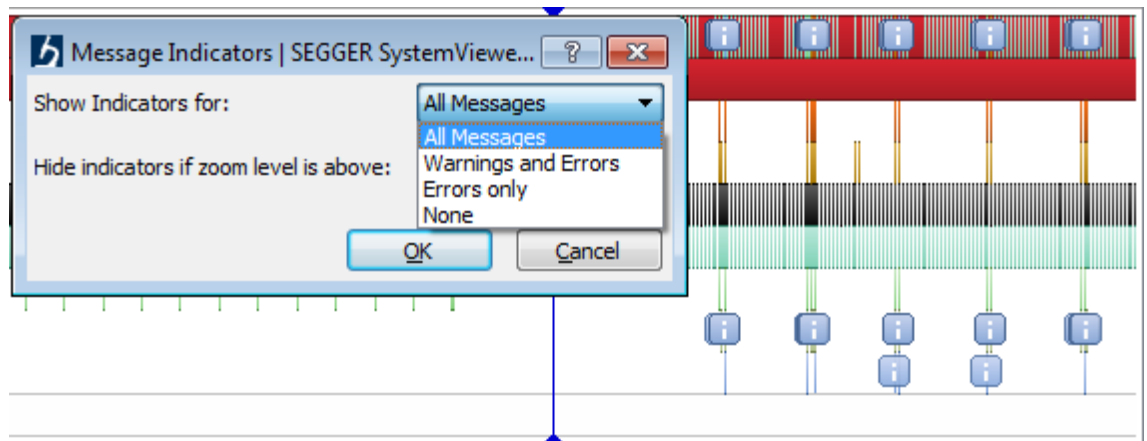 Message Indicators | SEGGER SystemViewe...
Show Indicators for:
All Messages
All Messages
Warnings and Errors
Hide indicators if zoom level is above:
Errors only
None
OK
Cancel